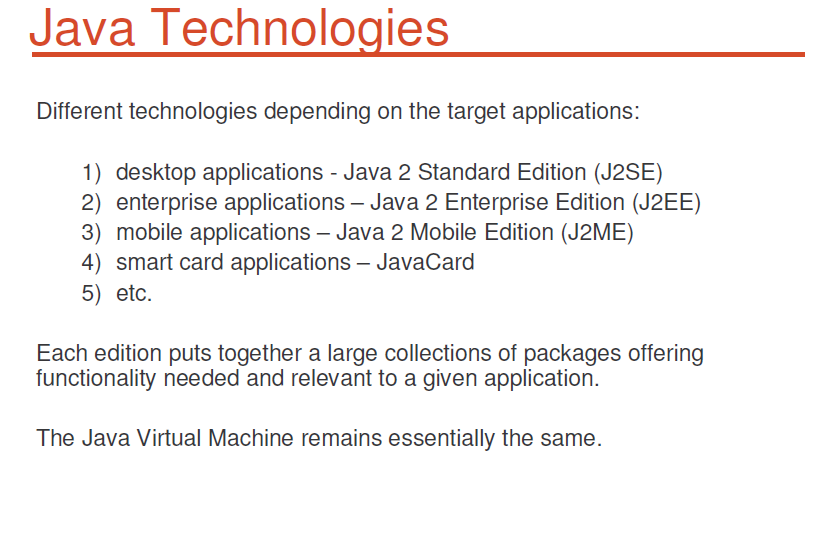 Java Technologies
Different technologies depending on the target applications:
1) desktop applications - Java 2 Standard Edition (J2SE)
2) enterprise applications – Java 2 Enterprise Edition (J2EE)
3) mobile applications – Java 2 Mobile Edition (J2ME)
4) smart card applications – JavaCard
5) etc.
Each edition puts together a large collections of packages offering
functionality needed and relevant to a given application.
The Java Virtual Machine remains essentially the same.